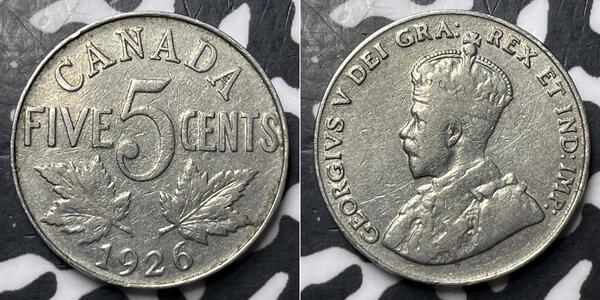 CANADA
FIVE 5 CENTS
1926
GEORGIVS V DEI GRA: REX ET IND: IMP: